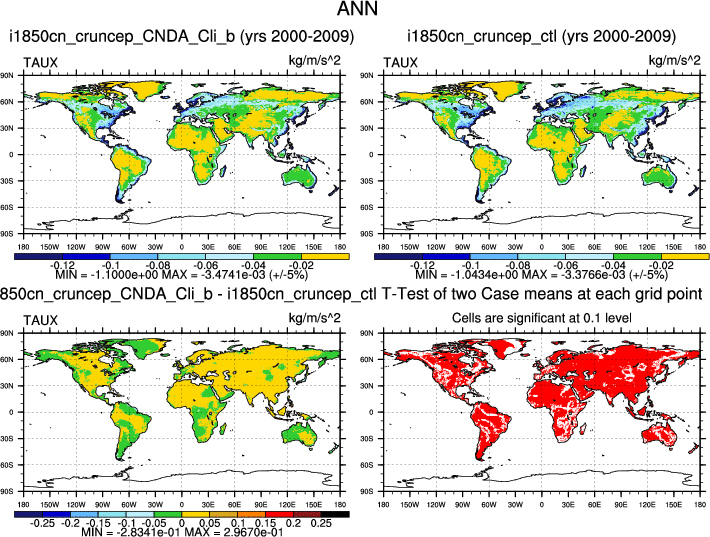 ANN
i1850cn_cruncep_CNDA_Cli_b (yrs 2000-2009)
TAUX kg/m/s^2
90N
60N
30N
0
30S
60S
90S
180 150W 120W 90W 60W 30W 0 30E 60E 90E 120E 150E 180
-0.12 -0.1 -0.08 -0.06 -0.04 -0.02
MIN = -1.1000e+00 MAX = -3.4741e-03 (+/-5%)
i1850cn_cruncep_ctl (yrs 2000-2009)
TAUX kg/m/s^2
90N
60N
30N
0
30S
60S
90S
180 150W 120W 90W 60W 30W 0 30E 60E 90E 120E 150E 180
-0.12 -0.1 -0.08 -0.06 -0.04 -0.02
MIN = -1.0434e+00 MAX = -3.3766e-03 (+/-5%)
850cn_cruncep_CNDA_Cli_b - i1850cn_cruncep_ctl
TAUX kg/m/s^2
90N
60N
30N
0
30S
60S
90S
180 150W 120W 90W 60W 30W 0 30E 60E 90E 120E 150E 180
-0.25 -0.2 -0.15 -0.1 -0.05 0 0.05 0.1 0.15 0.2 0.25
MIN = -2.8341e-01 MAX = 2.9670e-01
T-Test of two Case means at each grid point
Cells are significant at 0.1 level
90N
60N
30N
0
30S
60S
90S
180 150W 120W 90W 60W 30W 0 30E 60E 90E 120E 150E 180